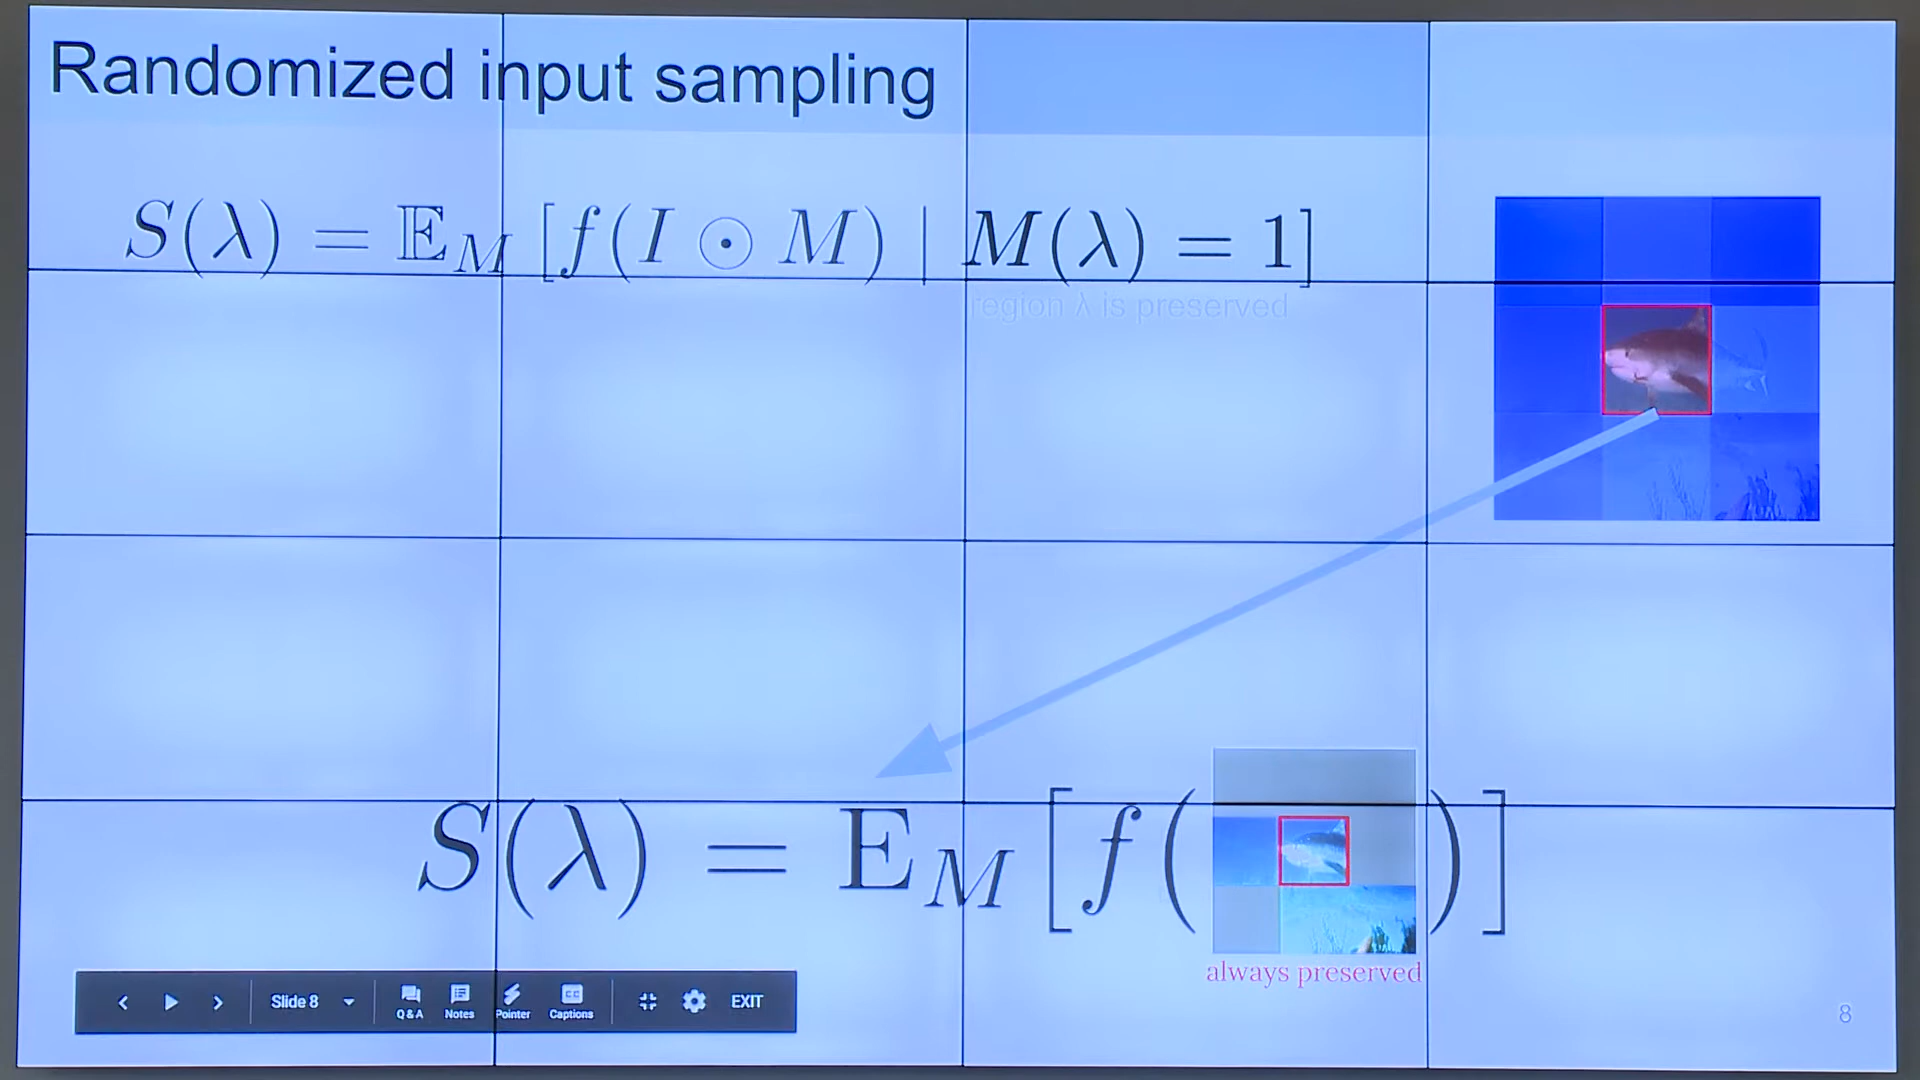 Randomized input sampling
S(λ) = 𝔼_M [f(I ⊙ M) | M(λ) = 1]
region λ is preserved
S(λ) = E_M [f( )]
always preserved
Slide 8
Q & A Notes Pointer Captions EXIT
8